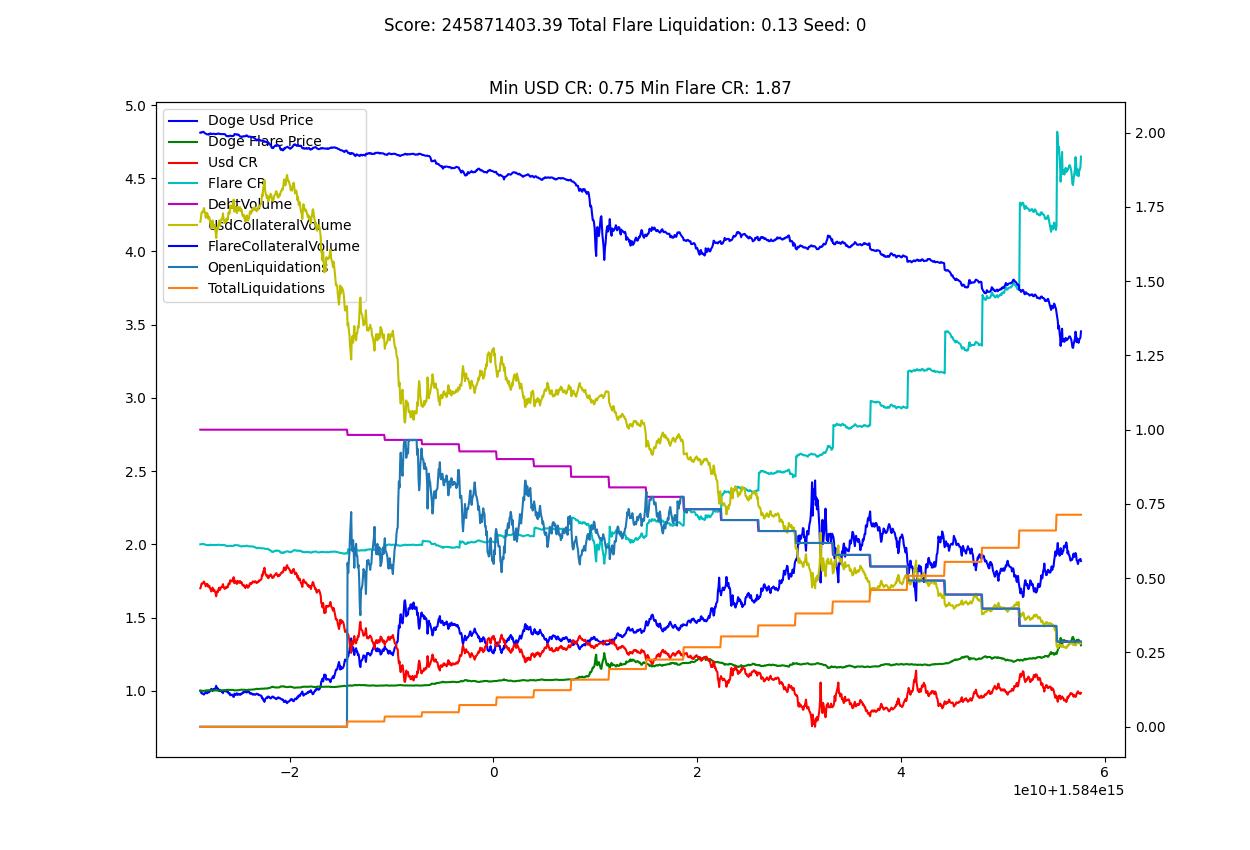 Score: 245871403.39 Total Flare Liquidation: 0.13 Seed: 0
Min USD CR: 0.75 Min Flare CR: 1.87
Doge Usd Price
Doge Flare Price
Usd CR
Flare CR
DebtVolume
UsdCollateralVolume
FlareCollateralVolume
OpenLiquidations
TotalLiquidations
5.0
4.5
4.0
3.5
3.0
2.5
2.0
1.5
1.0
2.00
1.75
1.50
1.25
1.00
0.75
0.50
0.25
0.00
−2 0 2 4 6
1e10+1.584e15